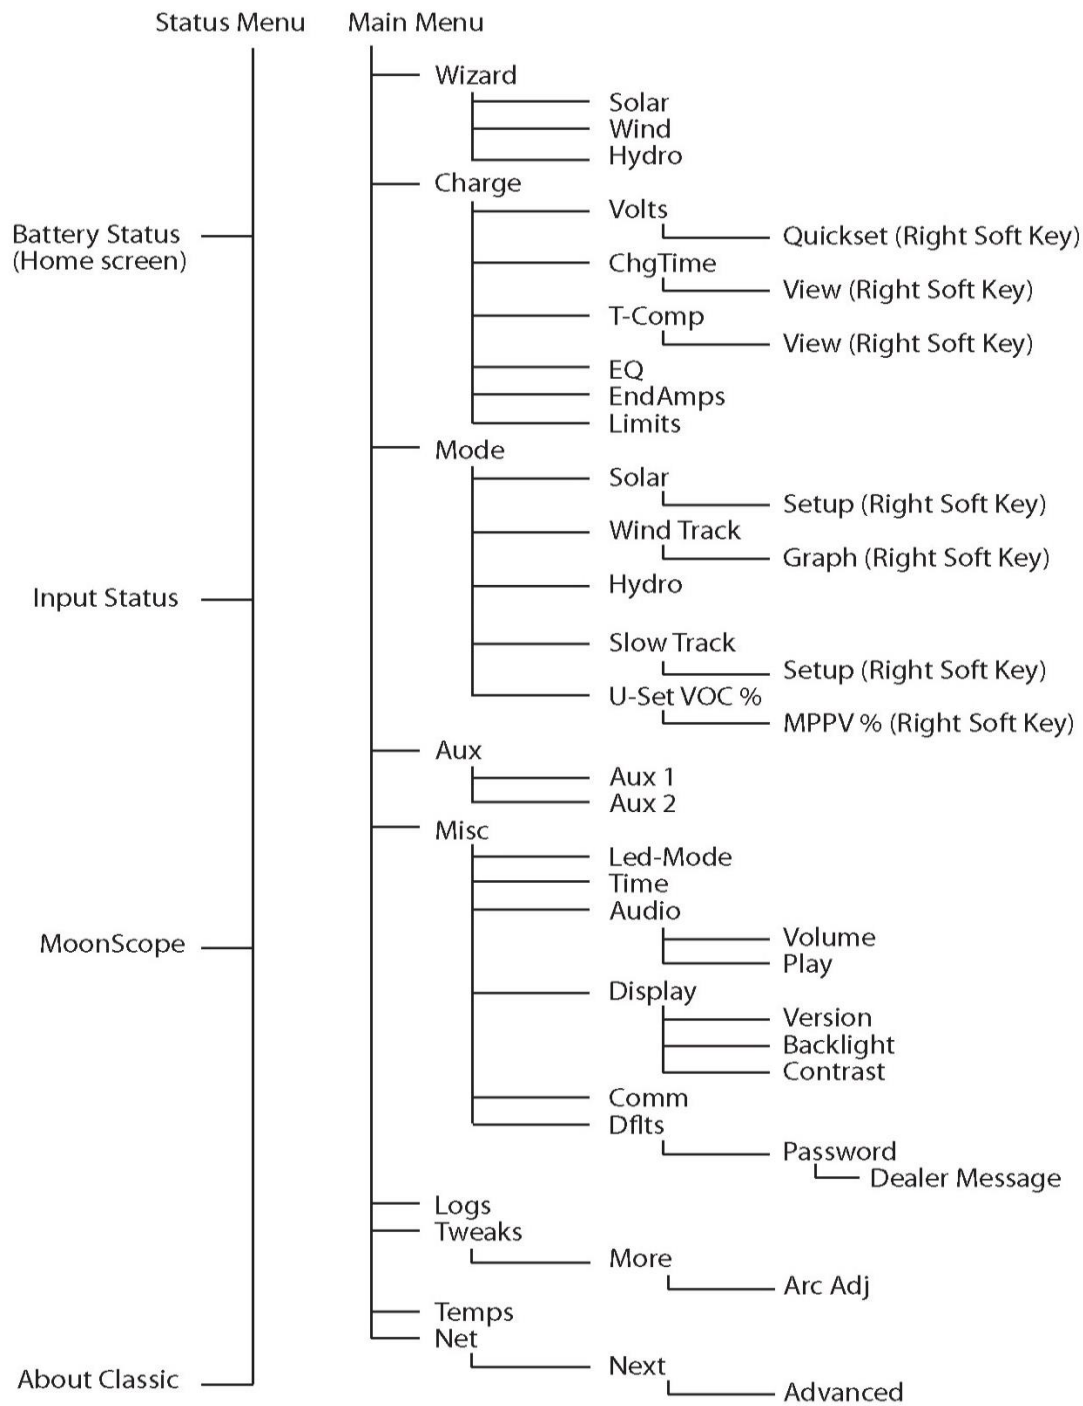 Status Menu
Main Menu
Wizard
Solar
Wind
Hydro
Charge
Volts
Battery Status
(Home screen)
Quickset (Right Soft Key)
ChgTime
View (Right Soft Key)
T-Comp
View (Right Soft Key)
EQ
EndAmps
Limits
Mode
Solar
Setup (Right Soft Key)
Wind Track
Graph (Right Soft Key)
Hydro
Input Status
Slow Track
Setup (Right Soft Key)
U-Set VOC %
MPPV % (Right Soft Key)
Aux
Aux 1
Aux 2
Misc
Led-Mode
Time
Audio
Volume
MoonScope
Play
Display
Version
Backlight
Contrast
Comm
Dflts
Password
Dealer Message
Logs
Tweaks
More
Arc Adj
Temps
Net
Next
About Classic
Advanced